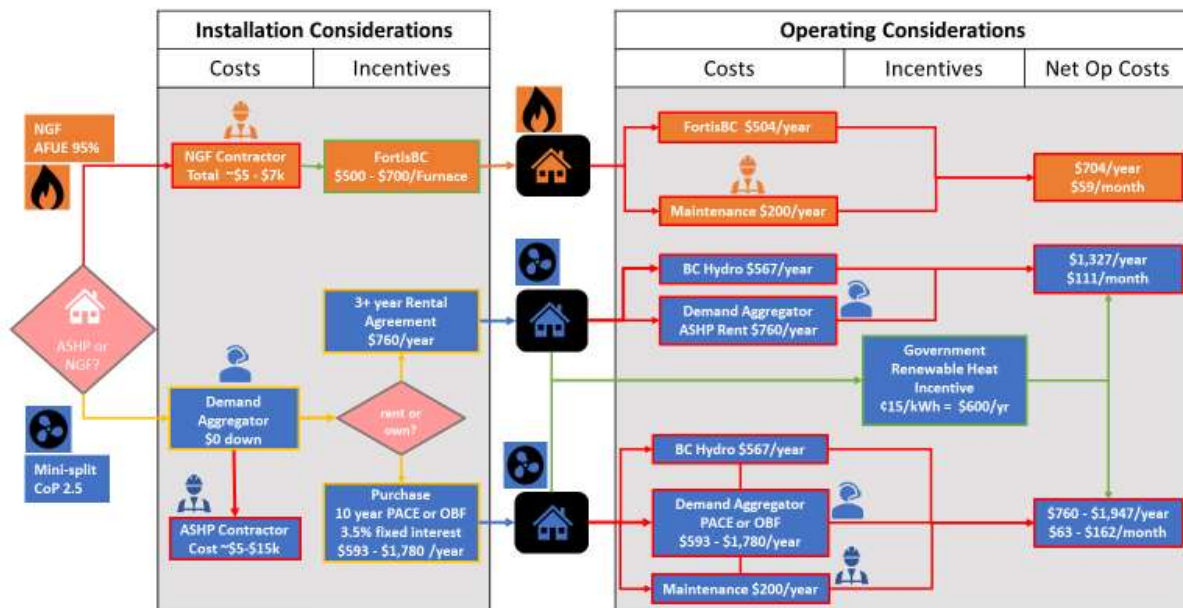 Installation Considerations
Costs
Incentives
Operating Considerations
Costs
Incentives
Net Op Costs
NGF
AFUE 95%
NGF Contractor
Total ~$5 - $7k
FortisBC
$500 - $700/Furnace
FortisBC $504/year
Maintenance $200/year
$704/year
$59/month
ASHP or
NGF?
3+ year Rental
Agreement
$760/year
BC Hydro $567/year
Demand Aggregator
ASHP Rent $760/year
$1,327/year
$111/month
Government
Renewable Heat
Incentive
¢15/kWh = $600/yr
Demand
Aggregator
$0 down
rent or
own?
Mini-split
CoP 2.5
ASHP Contractor
Cost ~$5-$15k
Purchase
10 year PACE or OBF
3.5% fixed interest
$593 - $1,780 /year
BC Hydro $567/year
Demand Aggregator
PACE or OBF
$593 - $1,780/year
Maintenance $200/year
$760 - $1,947/year
$63 - $162/month